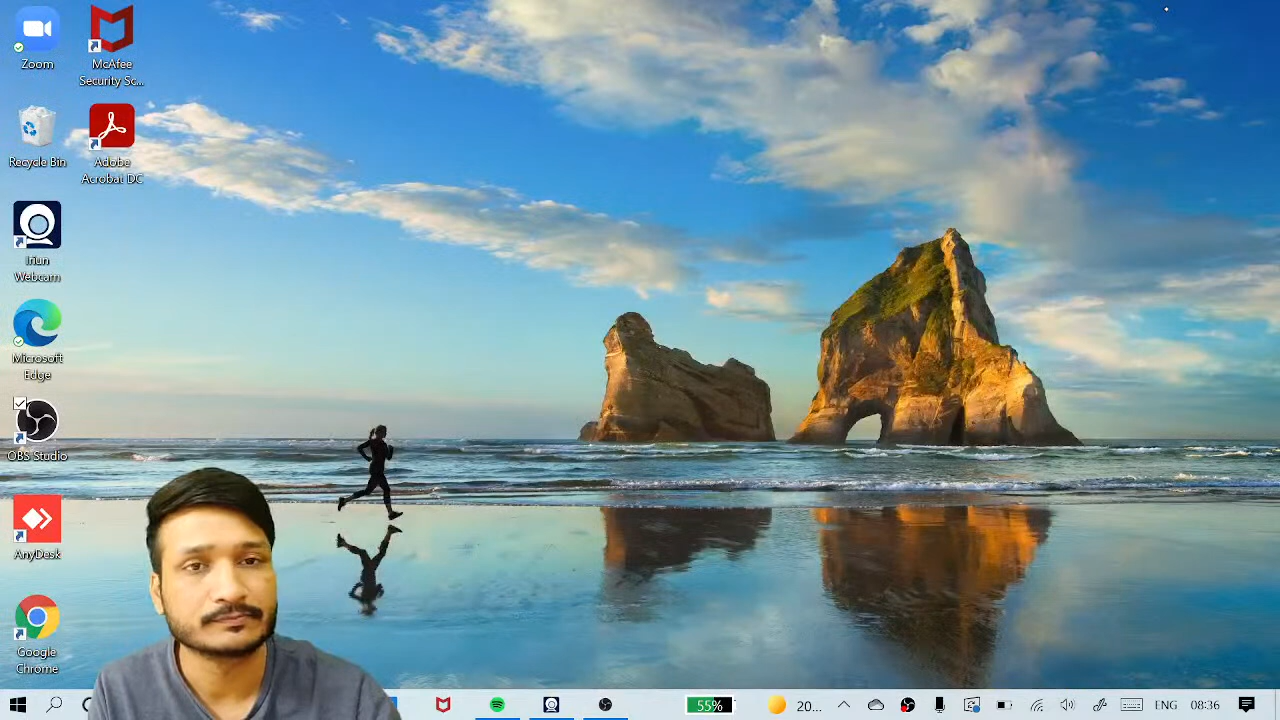 Zoom
McAfee
Security Sc...
Recycle Bin
Adobe
Acrobat DC
Iriun
Webcam
Microsoft
Edge
OBS Studio
AnyDesk
Google
Chrome
55%
20...
ENG
08:36